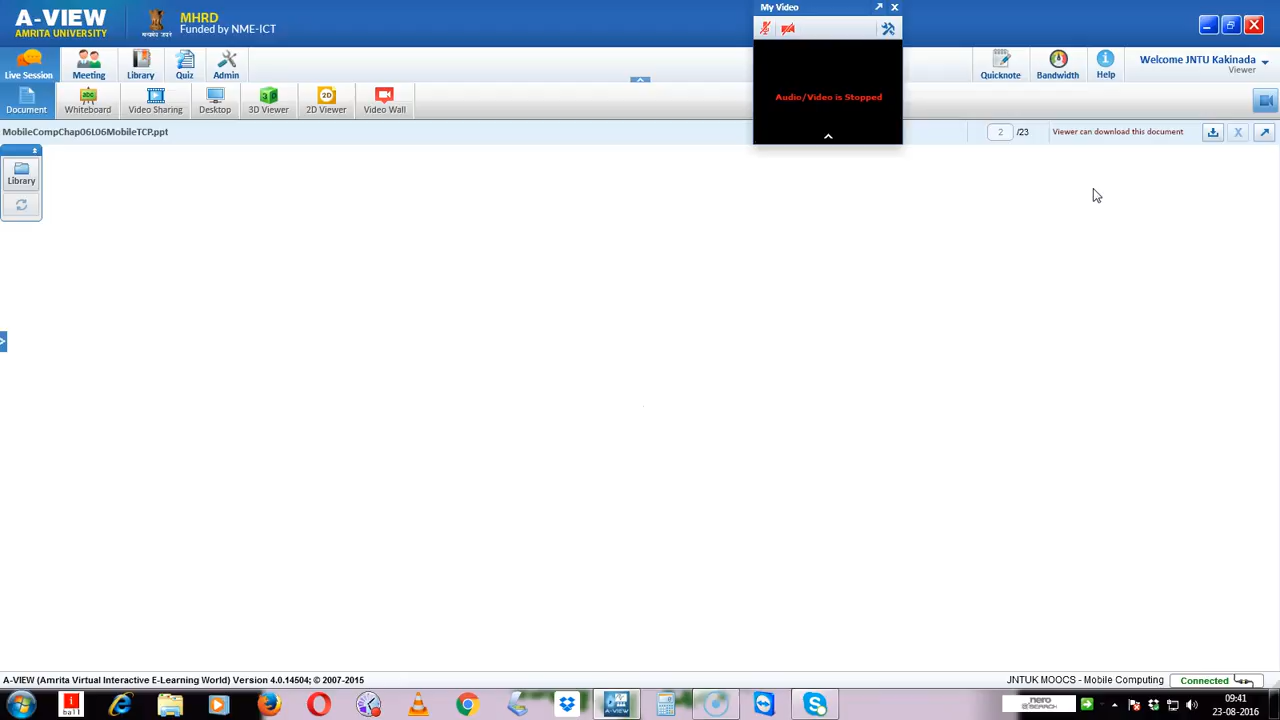 A-VIEW
AMRITA UNIVERSITY
MHRD
Funded by NME-ICT
My Video
Live Session
Meeting
Library
Quiz
Admin
Quicknote
Bandwidth
Help
Welcome JNTU Kakinada
Viewer
Document
Whiteboard
Video Sharing
Desktop
3D Viewer
2D Viewer
Video Wall
Audio/Video is Stopped
MobileCompChap06L06MobileTCP.ppt
2 /23
Viewer can download this document
X
Library
A-VIEW (Amrita Virtual Interactive E-Learning World) Version 4.0.14504; © 2007-2015
JNTUK MOOCS - Mobile Computing
Connected
nero
SEARCH
09:41
23-08-2016